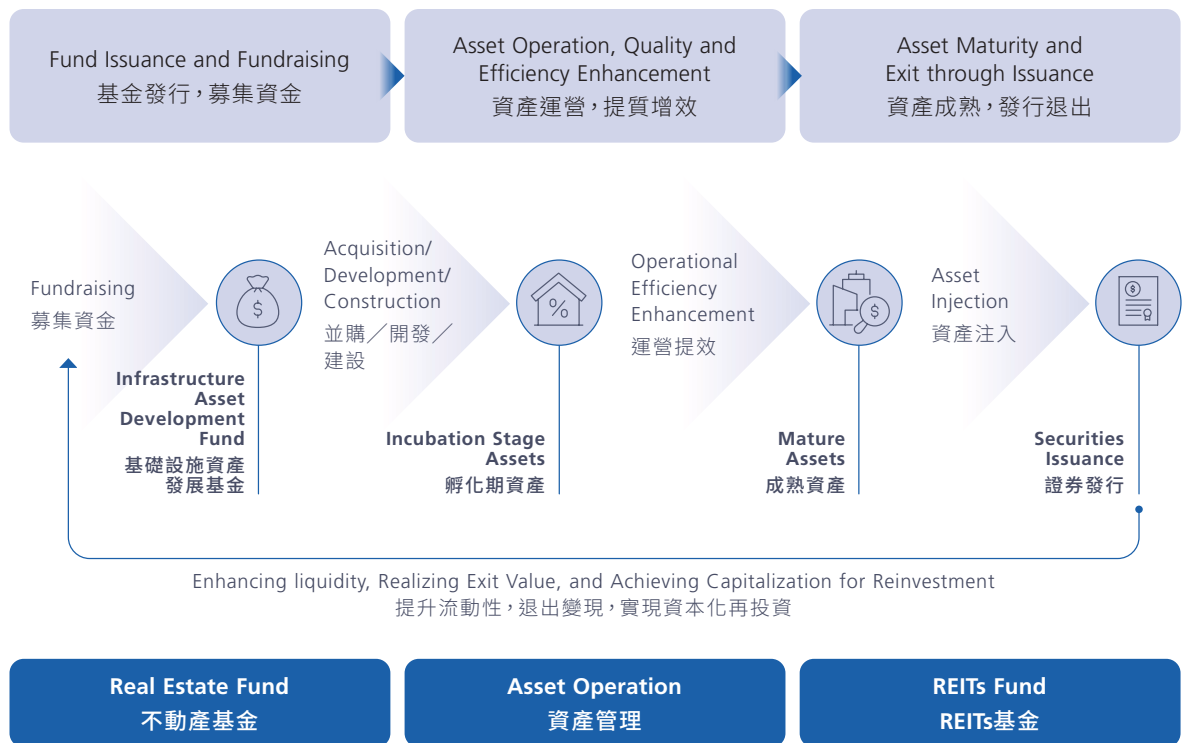 Fund Issuance and Fundraising
基金發行，募集資金
Asset Operation, Quality and
Efficiency Enhancement
資產運營，提質增效
Asset Maturity and
Exit through Issuance
資產成熟，發行退出
Fundraising
募集資金
$
Infrastructure
Asset
Development
Fund
基礎設施資產
發展基金
Acquisition/
Development/
Construction
並購／開發／
建設
%
Incubation Stage
Assets
孵化期資產
Operational
Efficiency
Enhancement
運營提效
$
Mature
Assets
成熟資產
Asset
Injection
資產注入
$
Securities
Issuance
證券發行
Enhancing liquidity, Realizing Exit Value, and Achieving Capitalization for Reinvestment
提升流動性，退出變現，實現資本化再投資
Real Estate Fund
不動產基金
Asset Operation
資產管理
REITs Fund
REITs基金